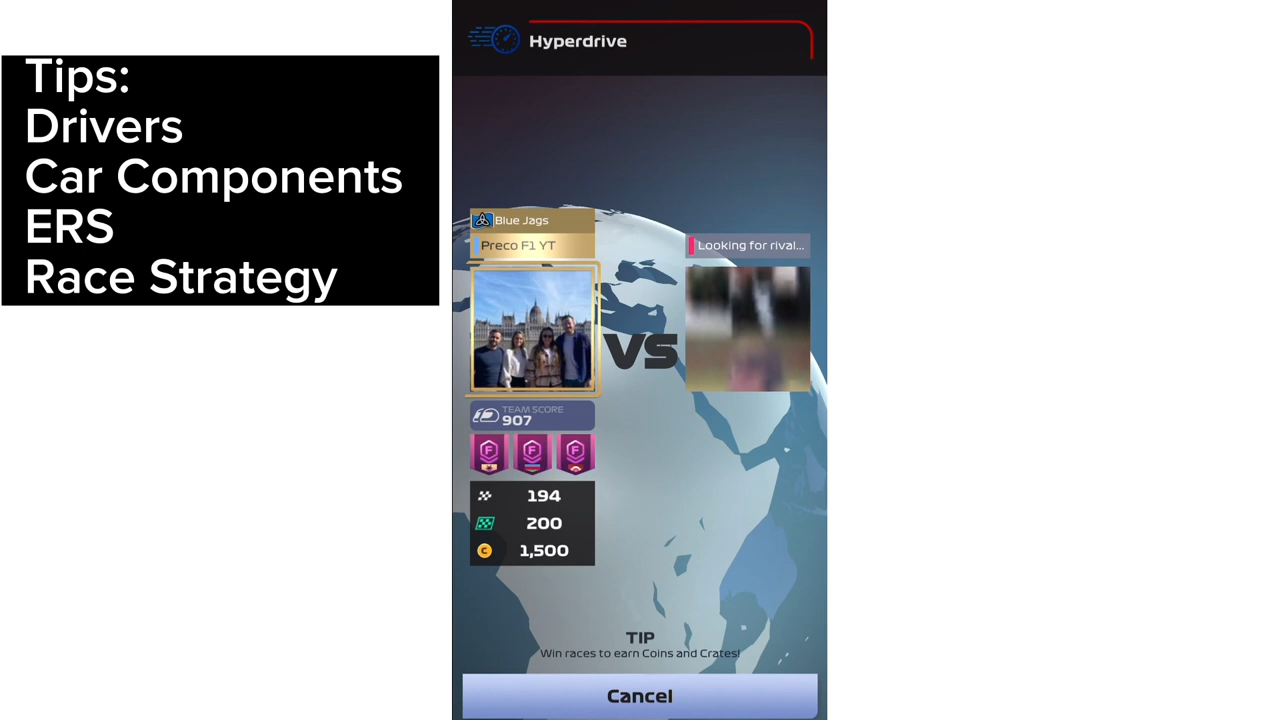 Tips:
Drivers
Car Components
ERS
Race Strategy
Hyperdrive
Blue Jags
Preco F1 YT
Looking for rival...
VS
TEAM SCORE
907
F
F
F
194
200
C
1,500
TIP
Win races to earn Coins and Crates!
Cancel